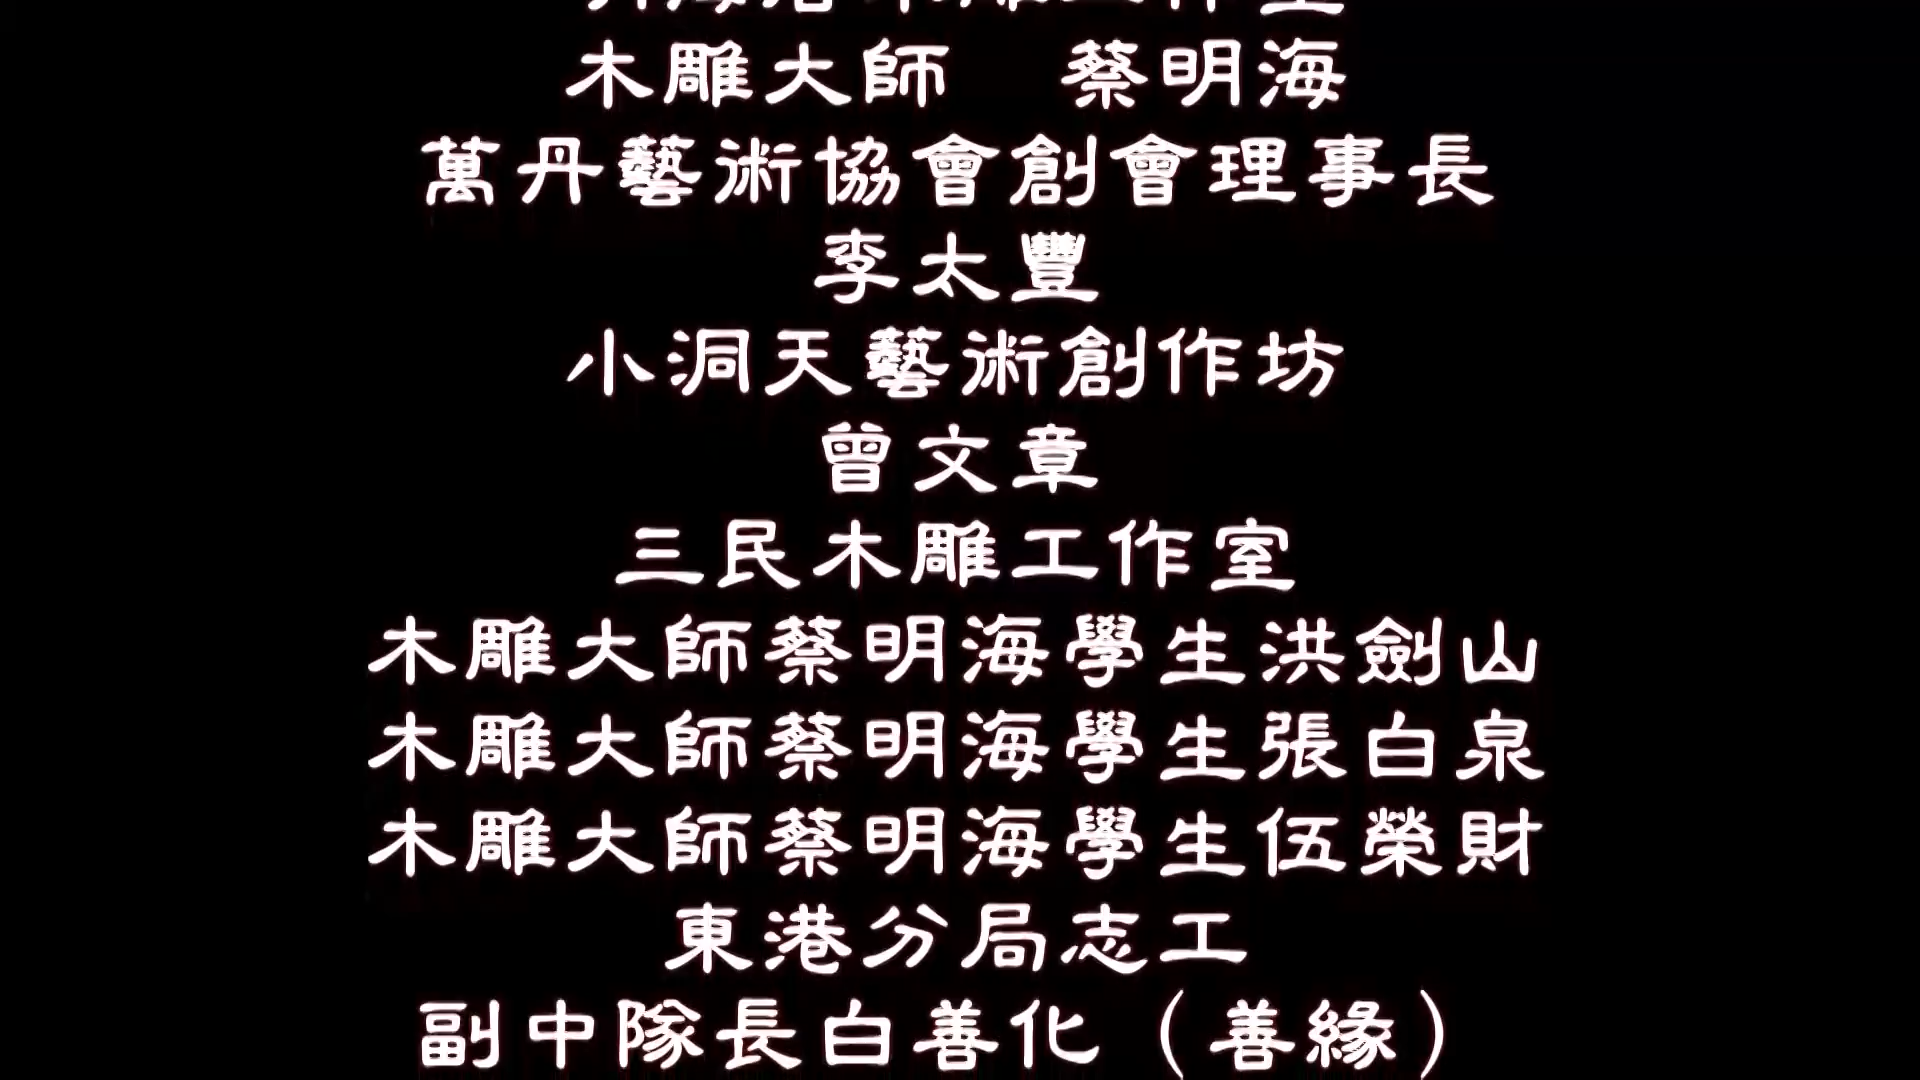 木雕大師　蔡明海
萬丹藝術協會創會理事長
李太豐
小洞天藝術創作坊
曾文章
三民木雕工作室
木雕大師蔡明海學生洪劍山
木雕大師蔡明海學生張白泉
木雕大師蔡明海學生伍榮財
東港分局志工
副中隊長白善化（善緣）